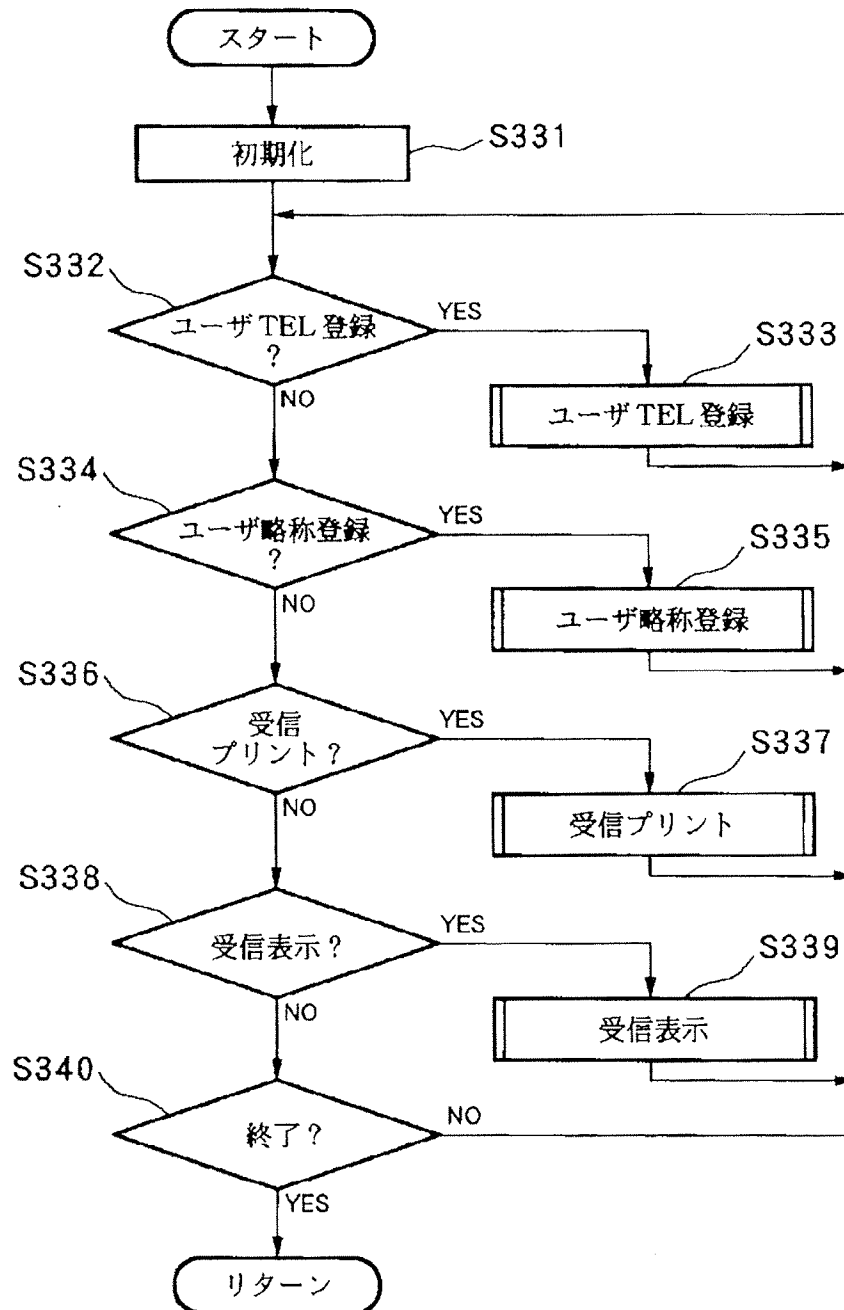 スタート
初期化
S331
S332
ユーザTEL登録
?
YES
NO
S333
ユーザTEL登録
S334
ユーザ略称登録
?
YES
NO
S335
ユーザ略称登録
S336
受信
プリント?
YES
NO
S337
受信プリント
S338
受信表示?
YES
NO
S339
受信表示
S340
終了?
NO
YES
リターン